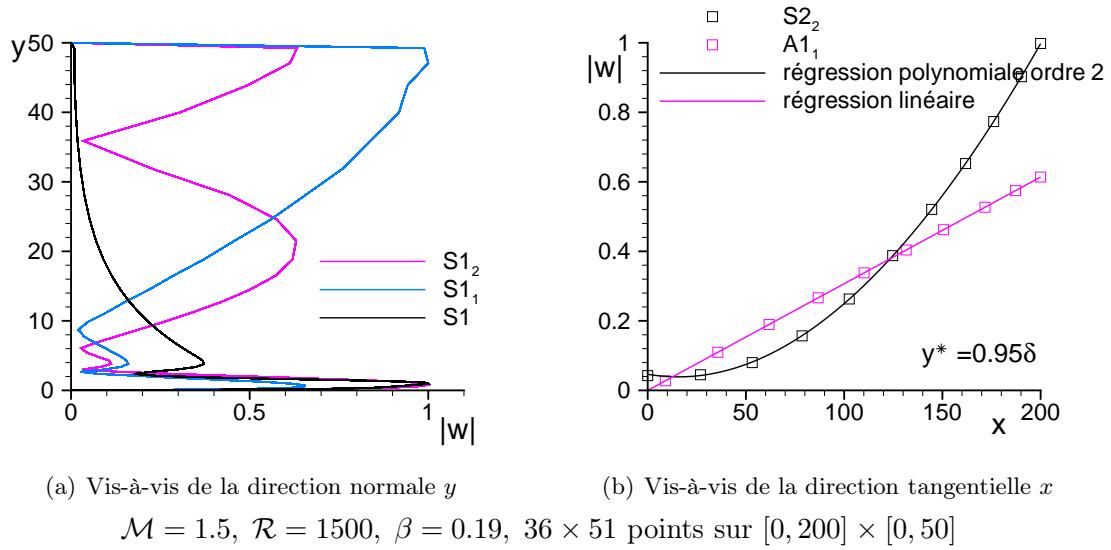 y
50
40
30
20
10
0
0
0.5
1
|w|
S1₂
S1₁
S1
|w|
1
0.8
0.6
0.4
0.2
0
0
50
100
150
200
x
S2₂
A1₁
régression polynomiale ordre 2
régression linéaire
y* =0.95δ
(a) Vis-à-vis de la direction normale y
(b) Vis-à-vis de la direction tangentielle x
ℳ = 1.5, ℛ = 1500, β = 0.19, 36 × 51 points sur [0, 200] × [0, 50]